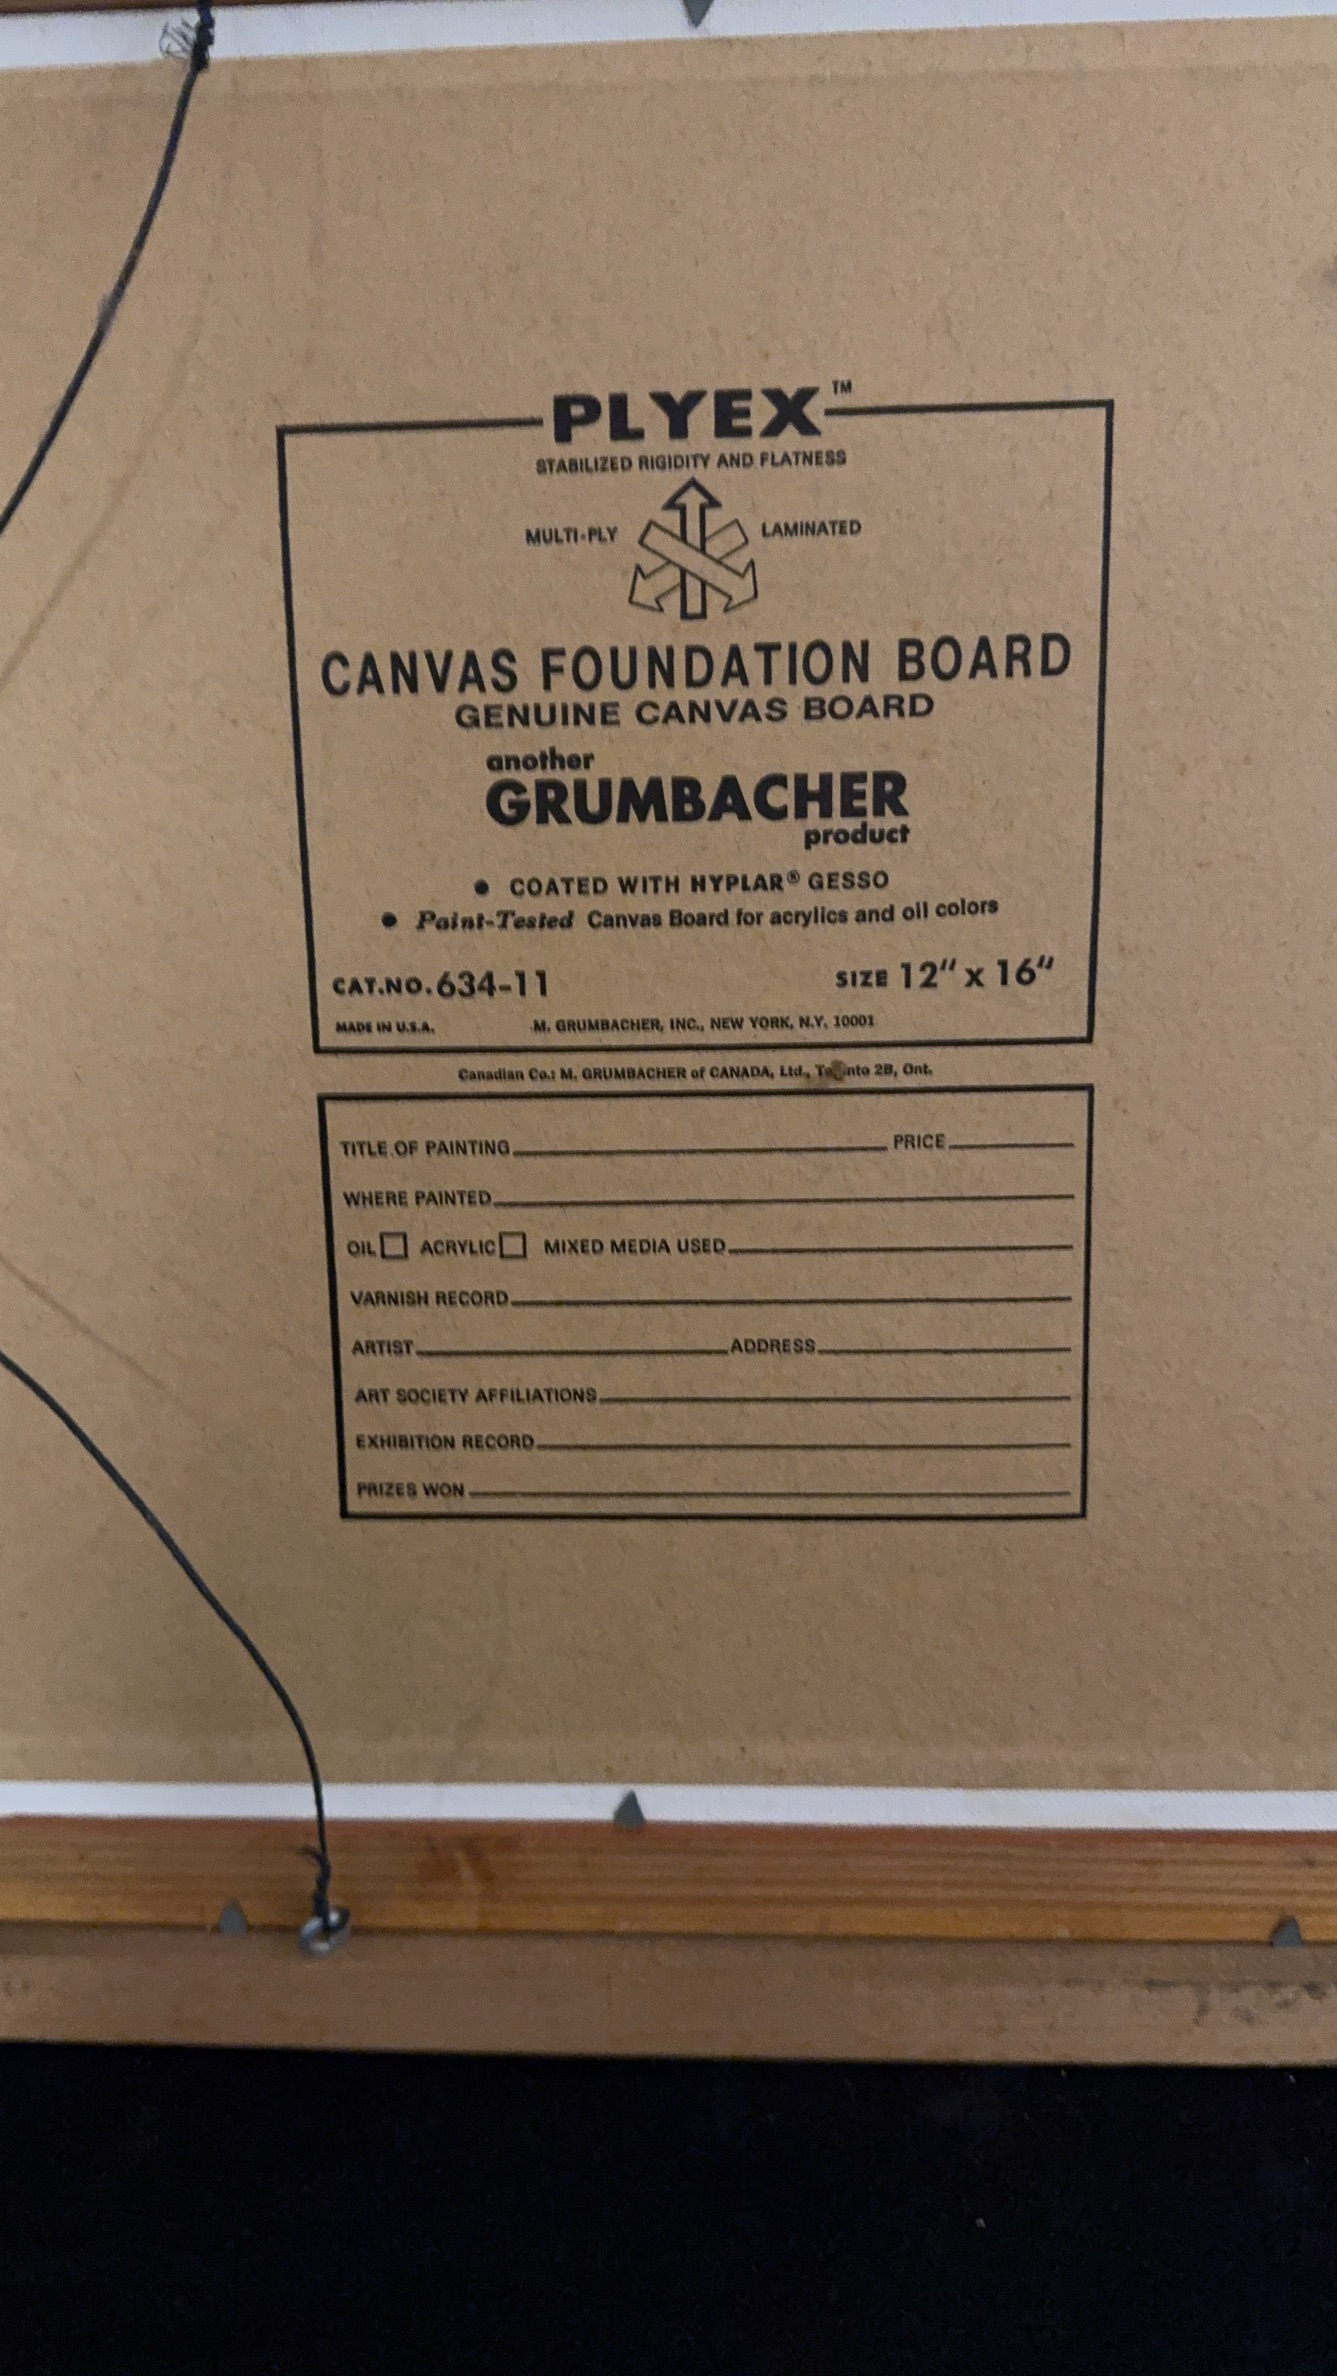 PLYEX™
STABILIZED RIGIDITY AND FLATNESS
MULTI-PLY LAMINATED
CANVAS FOUNDATION BOARD
GENUINE CANVAS BOARD
another
GRUMBACHER
product
• COATED WITH HYPLAR® GESSO
• Paint-Tested Canvas Board for acrylics and oil colors
CAT.NO.634-11 SIZE 12" x 16"
MADE IN U.S.A. M. GRUMBACHER, INC., NEW YORK, N.Y. 10001
Canadian Co.: M. GRUMBACHER of CANADA, Ltd., Toronto 2B, Ont.
TITLE OF PAINTING PRICE
WHERE PAINTED
OIL ACRYLIC MIXED MEDIA USED
VARNISH RECORD
ARTIST ADDRESS
ART SOCIETY AFFILIATIONS
EXHIBITION RECORD
PRIZES WON